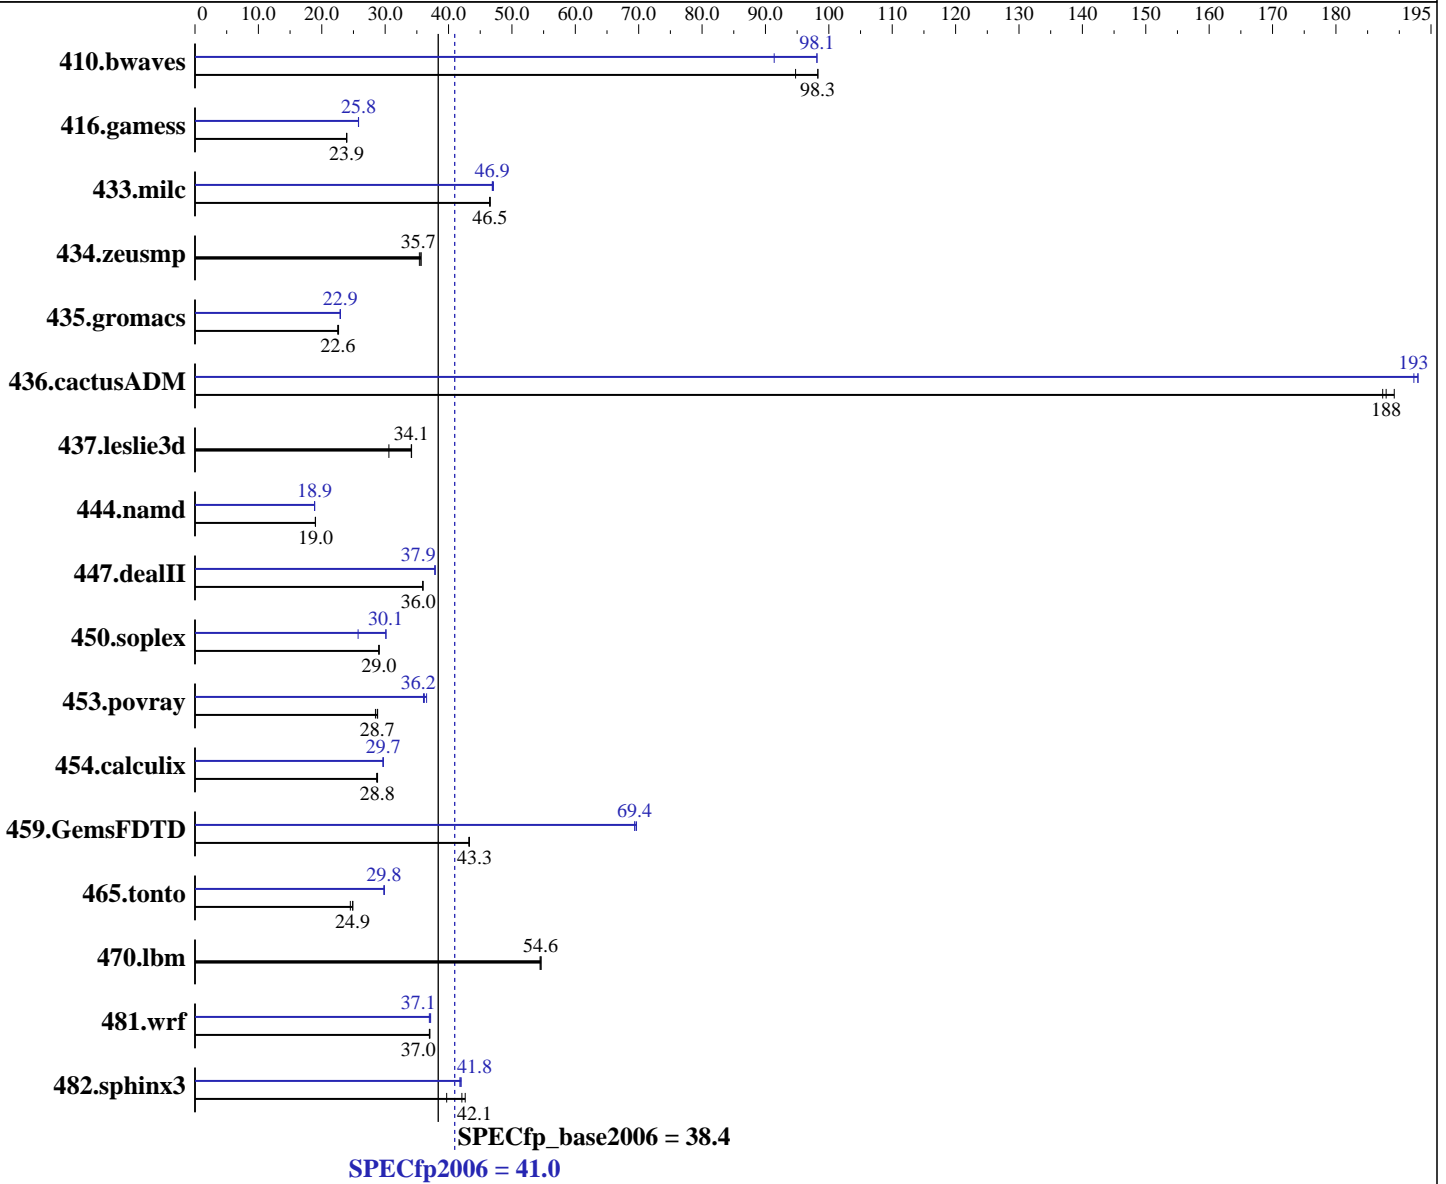 0 10.0 20.0 30.0 40.0 50.0 60.0 70.0 80.0 90.0 100 110 120 130 140 150 160 170 180 195
98.1
410.bwaves
98.3
25.8
416.gamess
23.9
46.9
433.milc
46.5
35.7
434.zeusmp
22.9
435.gromacs
22.6
193
436.cactusADM
188
34.1
437.leslie3d
18.9
444.namd
19.0
37.9
447.dealII
36.0
30.1
450.soplex
29.0
36.2
453.povray
28.7
29.7
454.calculix
28.8
69.4
459.GemsFDTD
43.3
29.8
465.tonto
24.9
54.6
470.lbm
37.1
481.wrf
37.0
41.8
482.sphinx3
42.1
SPECfp_base2006 = 38.4
SPECfp2006 = 41.0